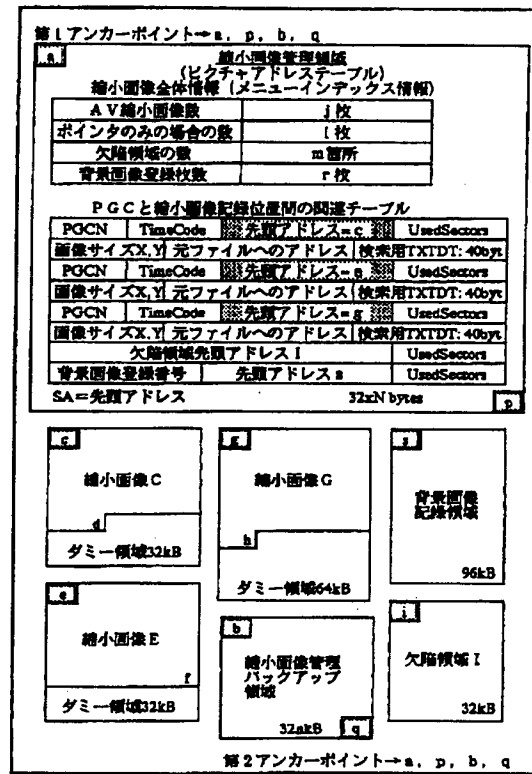 第1アンカーポイント→a, p, b, q
a
縮小画像管理領域
(ピクチャアドレステーブル)
縮小画像全体情報 (メニューインデックス情報)
AV縮小画像数 j枚
ポインタのみの場合の数 l枚
欠陥領域の数 m箇所
背景画像登録枚数 r枚
PGCと縮小画像記録位置間の関連テーブル
PGCN TimeCode 先頭アドレス=c UsedSectors
画像サイズX,Y 元ファイルへのアドレス 検索用TXTDT: 40byt
PGCN TimeCode 先頭アドレス=e UsedSectors
画像サイズX,Y 元ファイルへのアドレス 検索用TXTDT: 40byt
PGCN TimeCode 先頭アドレス=g UsedSectors
画像サイズX,Y 元ファイルへのアドレス 検索用TXTDT: 40byt
欠陥領域先頭アドレス I UsedSectors
背景画像登録番号 先頭アドレス s UsedSectors
SA=先頭アドレス 32xN bytes p
c
縮小画像C
d
ダミー領域32kB
g
縮小画像G
h
ダミー領域64kB
s
背景画像
記録領域
96kB
e
縮小画像E
f
ダミー領域32kB
b
縮小画像管理
バックアップ
領域
32nkB q
i
欠陥領域I
32kB
第2アンカーポイント→a, p, b, q